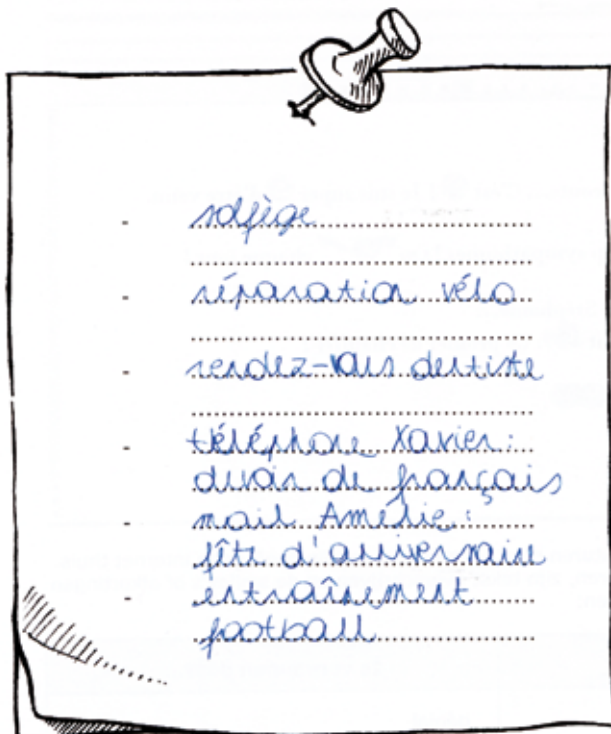 - solfège
- réparation vélo
- rendez-vous dentiste
- téléphone Xavier:
devoir de français
- mail Amélie:
fête d'anniversaire
- entraînement
football